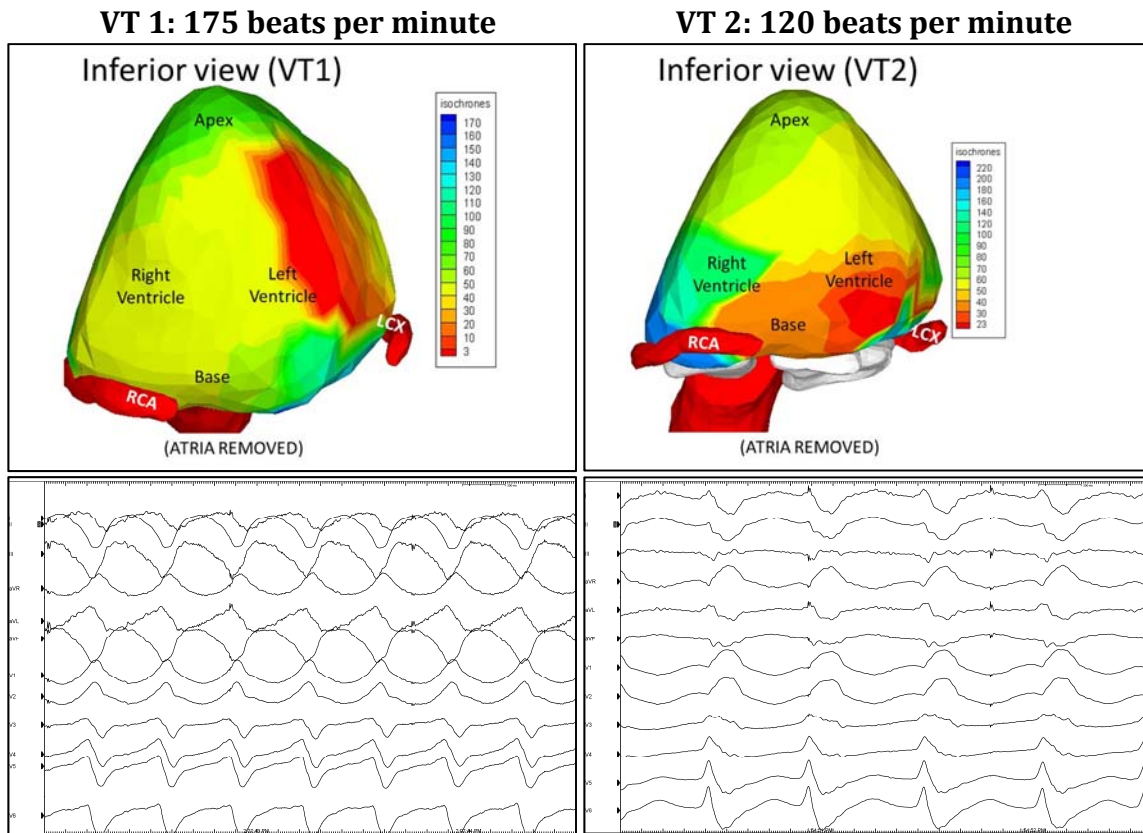 VT 1: 175 beats per minute
VT 2: 120 beats per minute
Inferior view (VT1)
Apex
Right
Ventricle
Left
Ventricle
Base
RCA
LCX
(ATRIA REMOVED)
isochrones
170
160
150
140
130
120
110
100
90
80
70
60
50
40
30
20
10
3
Inferior view (VT2)
Apex
Right
Ventricle
Left
Ventricle
Base
RCA
LCX
(ATRIA REMOVED)
isochrones
220
200
180
160
140
120
100
90
80
70
60
50
40
30
23
II
III
aVR
aVL
aVF
V1
V2
V3
V4
V5
V6
I
II
III
aVR
aVL
aVF
V1
V2
V3
V4
V5
V6